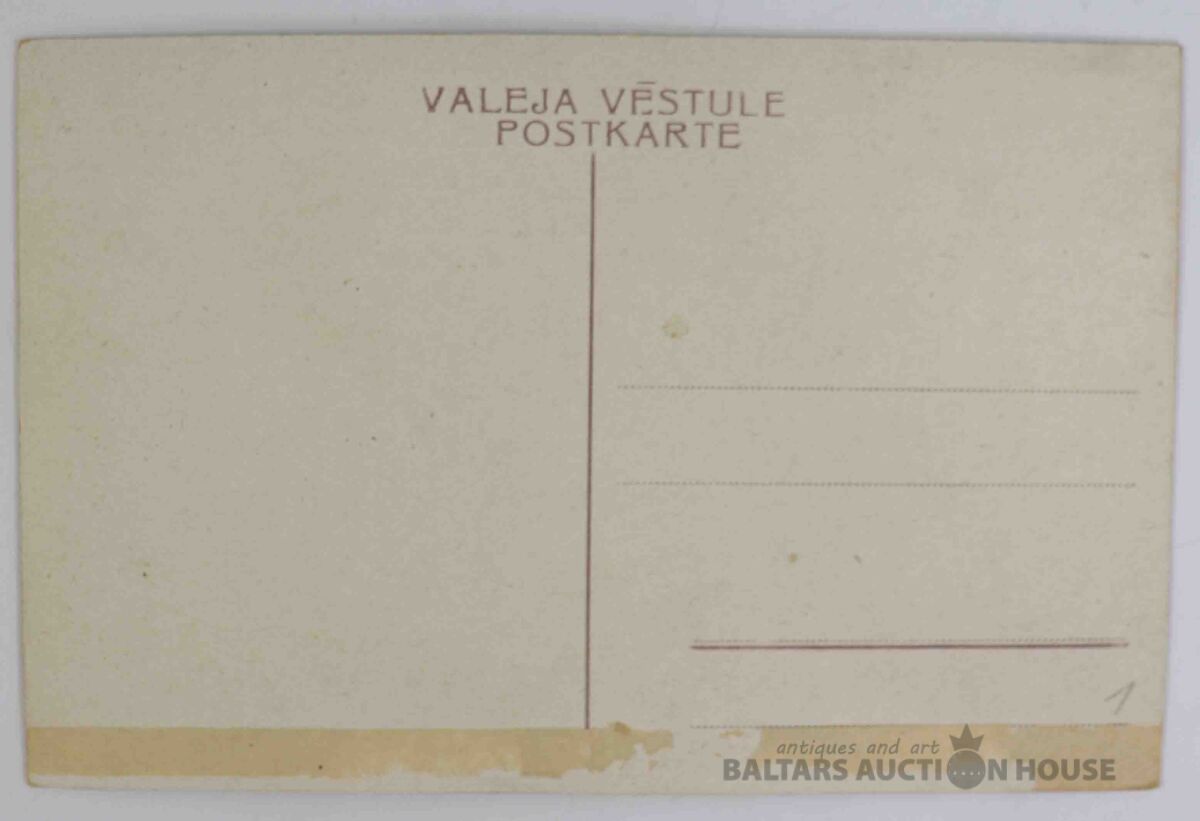 VALEJA VĒSTULE
POSTKARTE
1
antiques and art
BALTARS AUCTION HOUSE